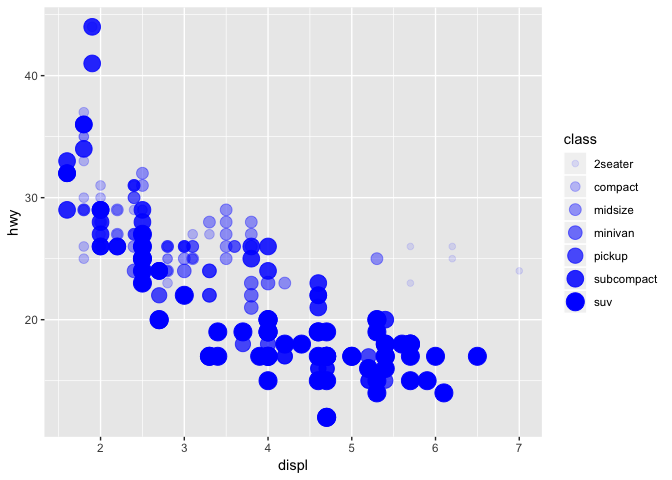 40
30
20
hwy
2
3
4
5
6
7
displ
class
2seater
compact
midsize
minivan
pickup
subcompact
suv